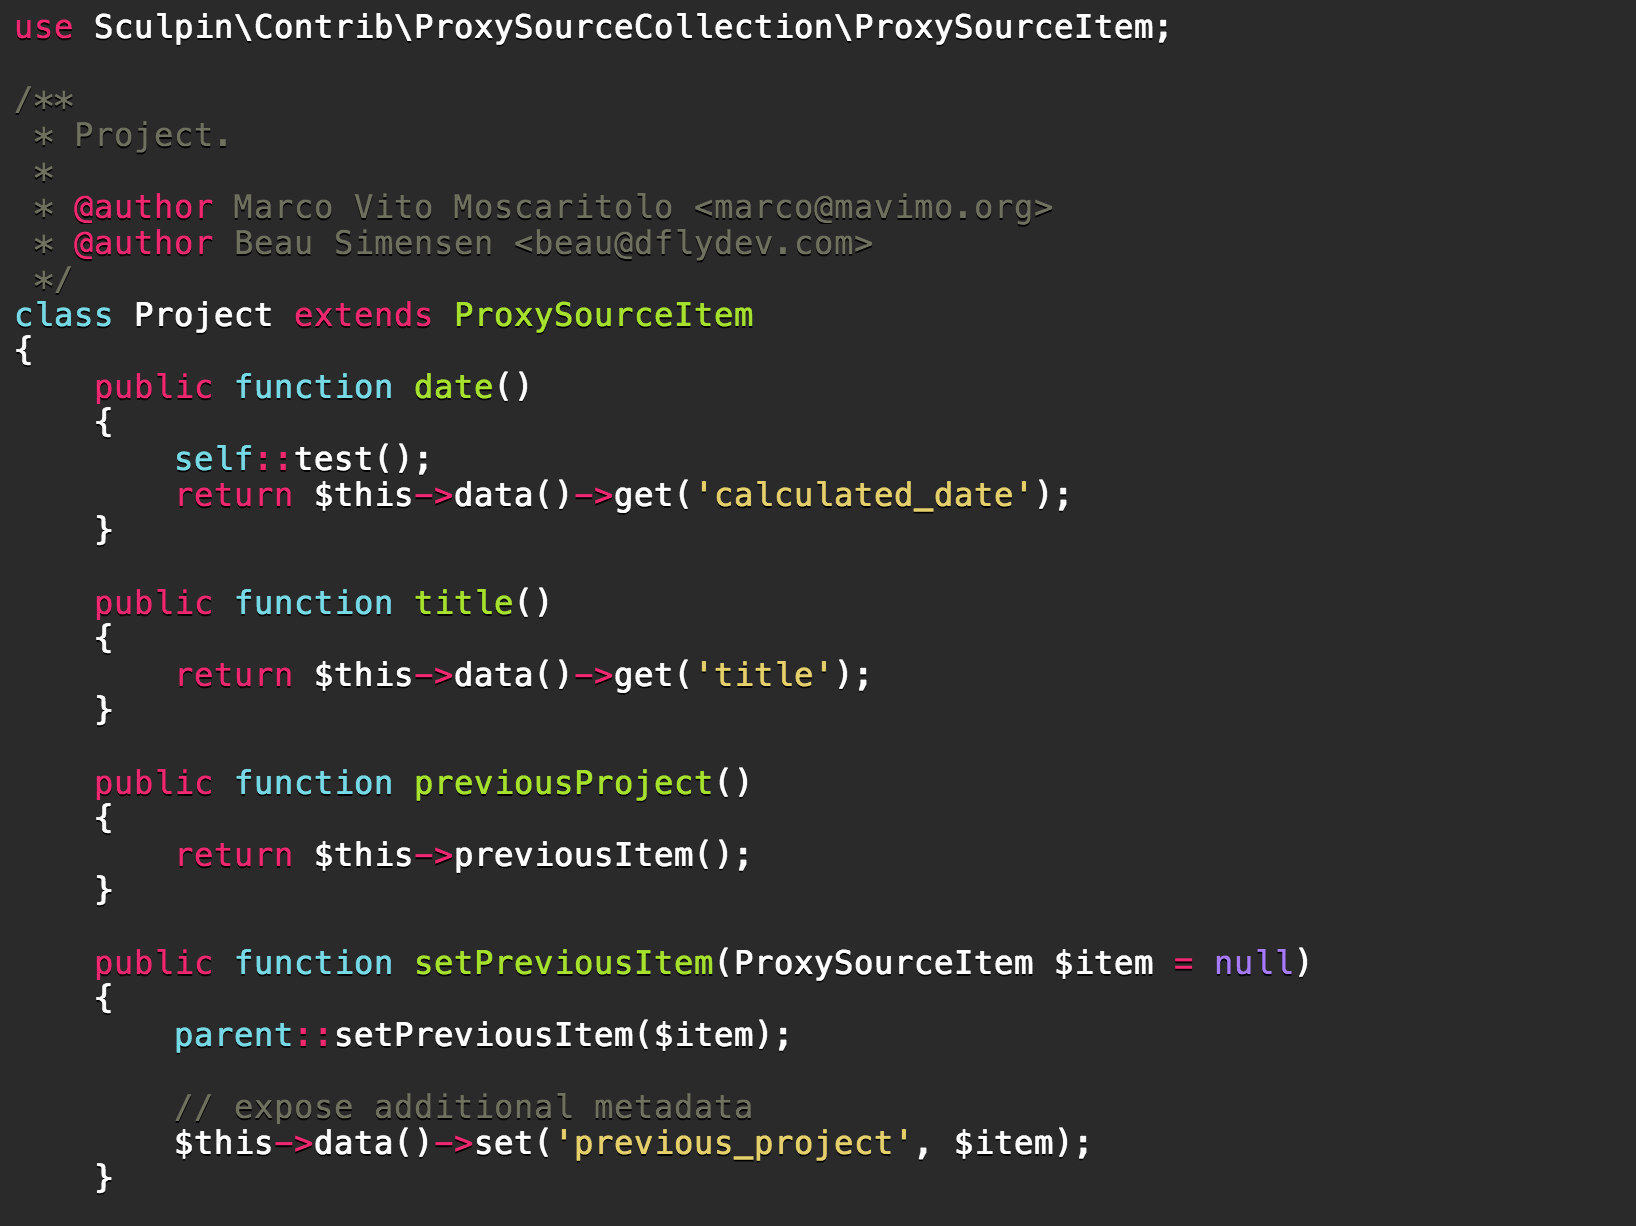 use Sculpin\Contrib\ProxySourceCollection\ProxySourceItem;

/**
 * Project.
 *
 * @author Marco Vito Moscaritolo <marco@mavimo.org>
 * @author Beau Simensen <beau@dflydev.com>
 */
class Project extends ProxySourceItem
{
    public function date()
    {
        self::test();
        return $this->data()->get('calculated_date');
    }

    public function title()
    {
        return $this->data()->get('title');
    }

    public function previousProject()
    {
        return $this->previousItem();
    }

    public function setPreviousItem(ProxySourceItem $item = null)
    {
        parent::setPreviousItem($item);

        // expose additional metadata
        $this->data()->set('previous_project', $item);
    }